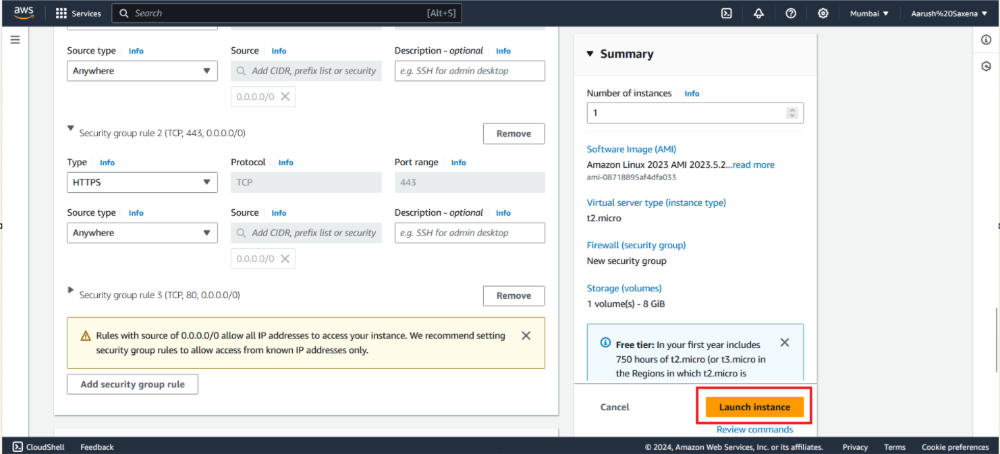 aws
Services
Search
[Alt+S]
Mumbai
Aarush%20Saxena
Source type
Info
Source
Info
Description - optional
Info
Anywhere
Add CIDR, prefix list or security
e.g. SSH for admin desktop
0.0.0.0/0
Security group rule 2 (TCP, 443, 0.0.0.0/0)
Remove
Type
Info
Protocol
Info
Port range
Info
HTTPS
TCP
443
Source type
Info
Source
Info
Description - optional
Info
Anywhere
Add CIDR, prefix list or security
e.g. SSH for admin desktop
0.0.0.0/0
Security group rule 3 (TCP, 80, 0.0.0.0/0)
Remove
Rules with source of 0.0.0.0/0 allow all IP addresses to access your instance. We recommend setting
security group rules to allow access from known IP addresses only.
Add security group rule
Summary
Number of instances
Info
1
Software Image (AMI)
Amazon Linux 2023 AMI 2023.5.2...read more
ami-08718895af4dfa033
Virtual server type (instance type)
t2.micro
Firewall (security group)
New security group
Storage (volumes)
1 volume(s) - 8 GiB
Free tier: In your first year includes
750 hours of t2.micro (or t3.micro in
the Regions in which t2.micro is
Cancel
Launch instance
Review commands
CloudShell
Feedback
© 2024, Amazon Web Services, Inc. or its affiliates.
Privacy
Terms
Cookie preferences